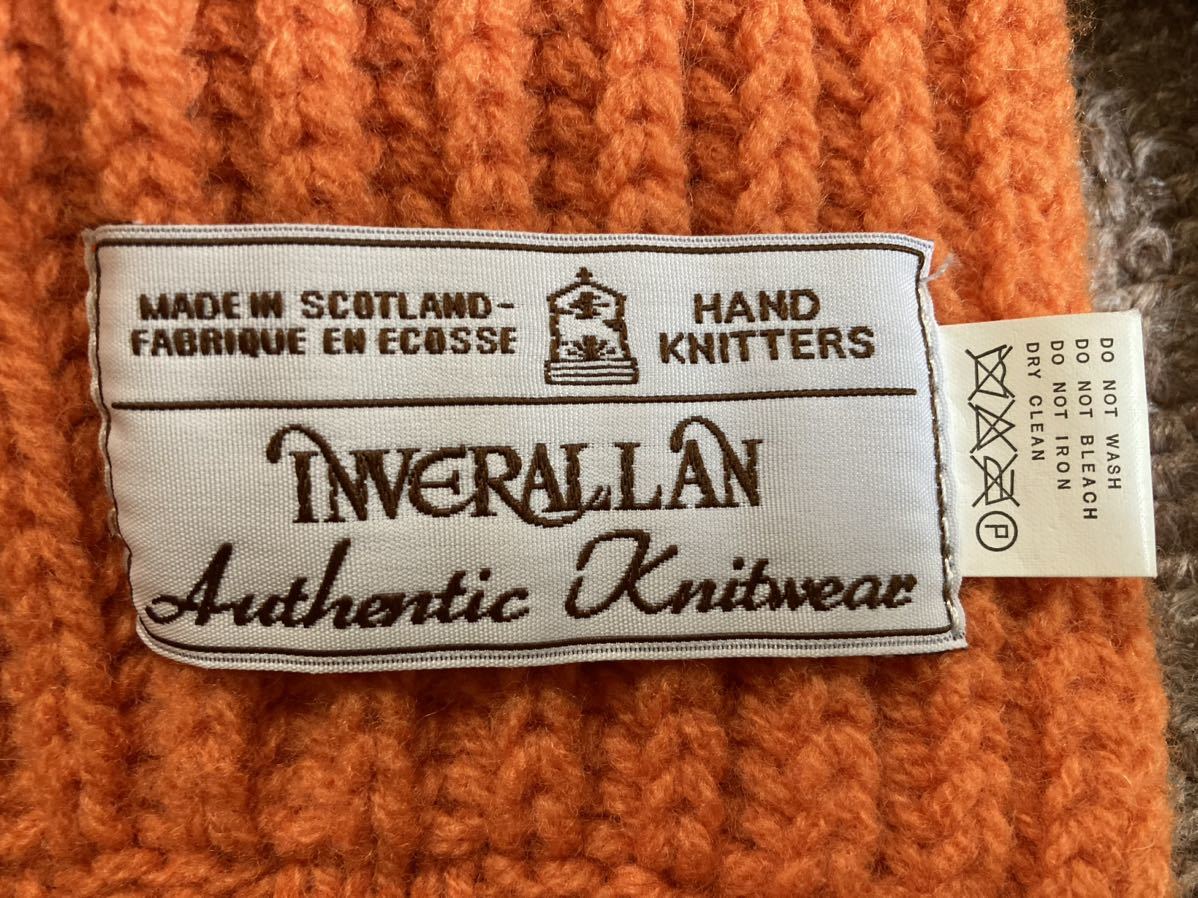 MADE IN SCOTLAND-
FABRIQUE EN ECOSSE
HAND
KNITTERS
INVERALLAN
Authentic Knitwear
DO NOT WASH
DO NOT BLEACH
DO NOT IRON
DRY CLEAN
P